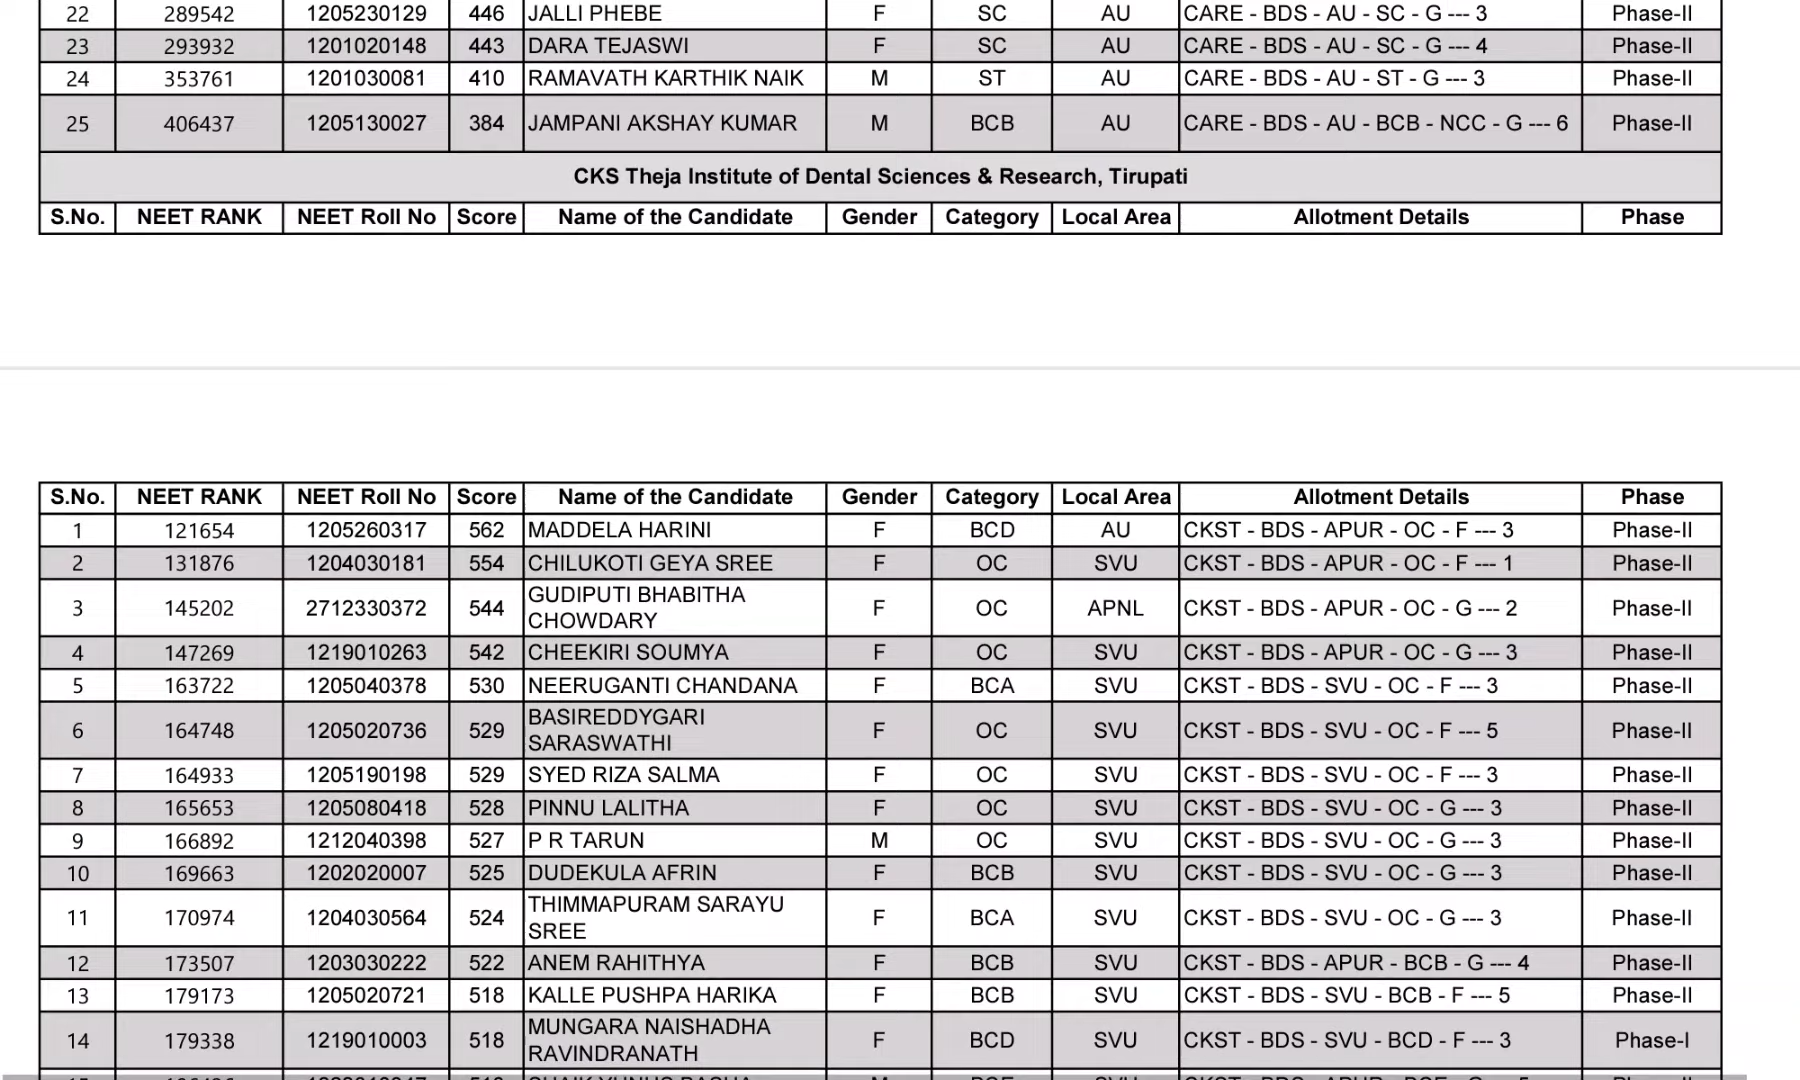 22 289542 1205230129 446 JALLI PHEBE F SC AU CARE - BDS - AU - SC - G --- 3 Phase-II
23 293932 1201020148 443 DARA TEJASWI F SC AU CARE - BDS - AU - SC - G --- 4 Phase-II
24 353761 1201030081 410 RAMAVATH KARTHIK NAIK M ST AU CARE - BDS - AU - ST - G --- 3 Phase-II
25 406437 1205130027 384 JAMPANI AKSHAY KUMAR M BCB AU CARE - BDS - AU - BCB - NCC - G --- 6 Phase-II
CKS Theja Institute of Dental Sciences & Research, Tirupati
S.No. NEET RANK NEET Roll No Score Name of the Candidate Gender Category Local Area Allotment Details Phase
S.No. NEET RANK NEET Roll No Score Name of the Candidate Gender Category Local Area Allotment Details Phase
1 121654 1205260317 562 MADDELA HARINI F BCD AU CKST - BDS - APUR - OC - F --- 3 Phase-II
2 131876 1204030181 554 CHILUKOTI GEYA SREE F OC SVU CKST - BDS - APUR - OC - F --- 1 Phase-II
3 145202 2712330372 544 GUDIPUTI BHABITHA CHOWDARY F OC APNL CKST - BDS - APUR - OC - G --- 2 Phase-II
4 147269 1219010263 542 CHEEKIRI SOUMYA F OC SVU CKST - BDS - APUR - OC - G --- 3 Phase-II
5 163722 1205040378 530 NEERUGANTI CHANDANA F BCA SVU CKST - BDS - SVU - OC - F --- 3 Phase-II
6 164748 1205020736 529 BASIREDDYGARI SARASWATHI F OC SVU CKST - BDS - SVU - OC - F --- 5 Phase-II
7 164933 1205190198 529 SYED RIZA SALMA F OC SVU CKST - BDS - SVU - OC - F --- 3 Phase-II
8 165653 1205080418 528 PINNU LALITHA F OC SVU CKST - BDS - SVU - OC - G --- 3 Phase-II
9 166892 1212040398 527 P R TARUN M OC SVU CKST - BDS - SVU - OC - G --- 3 Phase-II
10 169663 1202020007 525 DUDEKULA AFRIN F BCB SVU CKST - BDS - SVU - OC - G --- 3 Phase-II
11 170974 1204030564 524 THIMMAPURAM SARAYU SREE F BCA SVU CKST - BDS - SVU - OC - G --- 3 Phase-II
12 173507 1203030222 522 ANEM RAHITHYA F BCB SVU CKST - BDS - APUR - BCB - G --- 4 Phase-II
13 179173 1205020721 518 KALLE PUSHPA HARIKA F BCB SVU CKST - BDS - SVU - BCB - F --- 5 Phase-II
14 179338 1219010003 518 MUNGARA NAISHADHA RAVINDRANATH F BCD SVU CKST - BDS - SVU - BCD - F --- 3 Phase-I